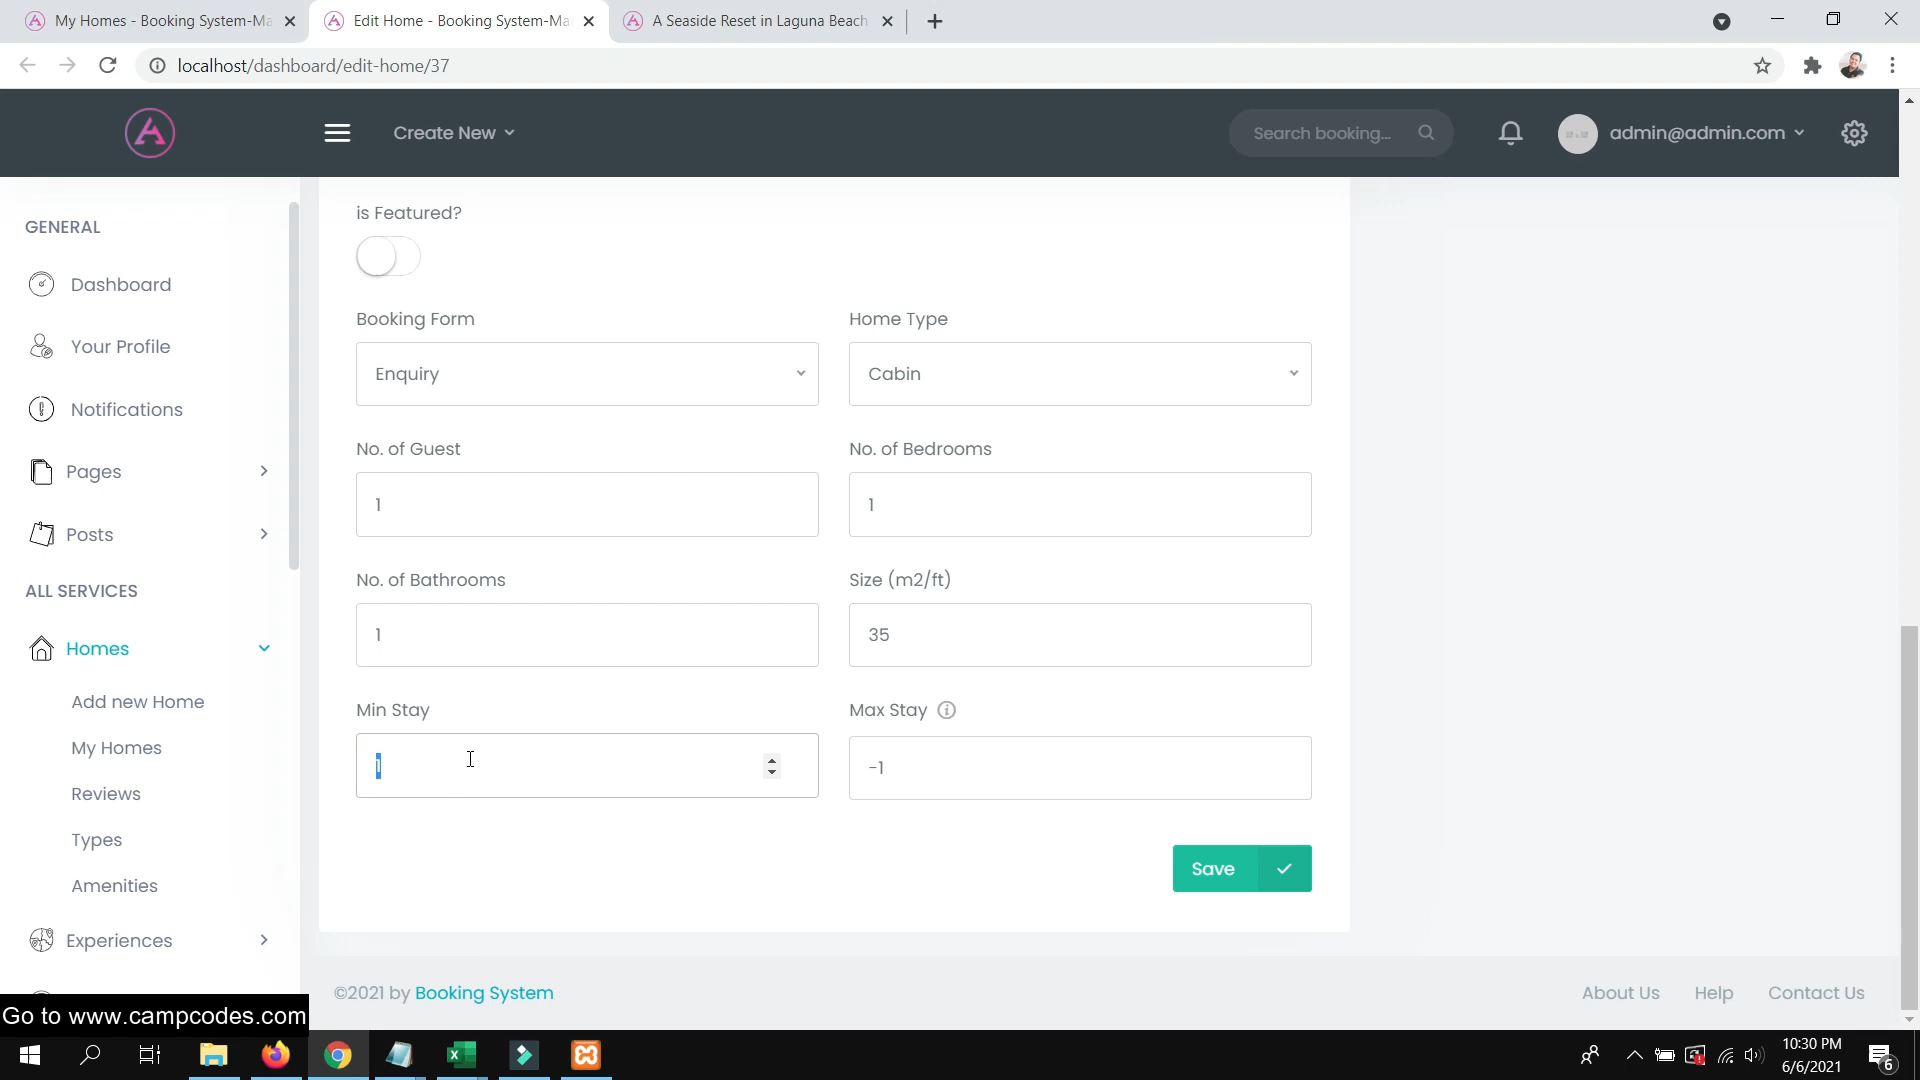 My Homes - Booking System-Ma
Edit Home - Booking System-Ma
A Seaside Reset in Laguna Beach
localhost/dashboard/edit-home/37
Create New
Search booking...
admin@admin.com
GENERAL
Dashboard
Your Profile
Notifications
Pages
Posts
ALL SERVICES
Homes
Add new Home
My Homes
Reviews
Types
Amenities
Experiences
is Featured?
Booking Form
Home Type
Enquiry
Cabin
No. of Guest
No. of Bedrooms
1
1
No. of Bathrooms
Size (m2/ft)
1
35
Min Stay
Max Stay
1
-1
Save
©2021 by Booking System
About Us
Help
Contact Us
Go to www.campcodes.com
10:30 PM
6/6/2021
6